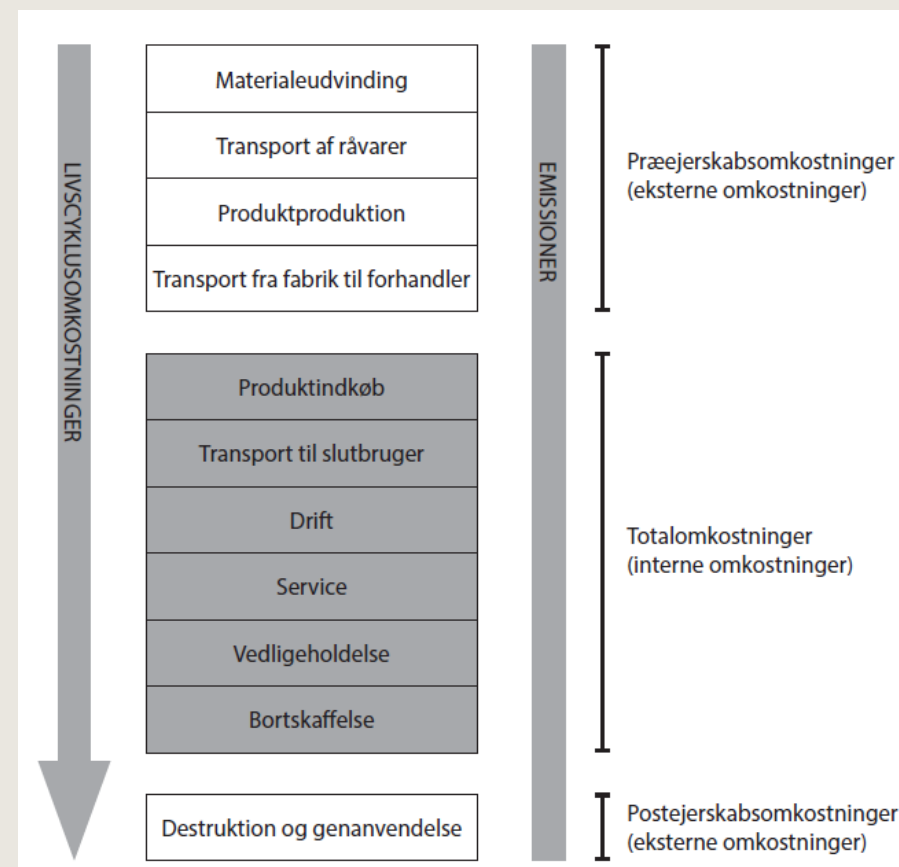 LIVSCYKLUSOMKOSTNINGER
Materialeudvinding
Transport af råvarer
Produktproduktion
Transport fra fabrik til forhandler
Produktindkøb
Transport til slutbruger
Drift
Service
Vedligeholdelse
Bortskaffelse
Destruktion og genanvendelse
EMISSIONER
Præejerskabsomkostninger
(eksterne omkostninger)
Totalomkostninger
(interne omkostninger)
Postejerskabsomkostninger
(eksterne omkostninger)